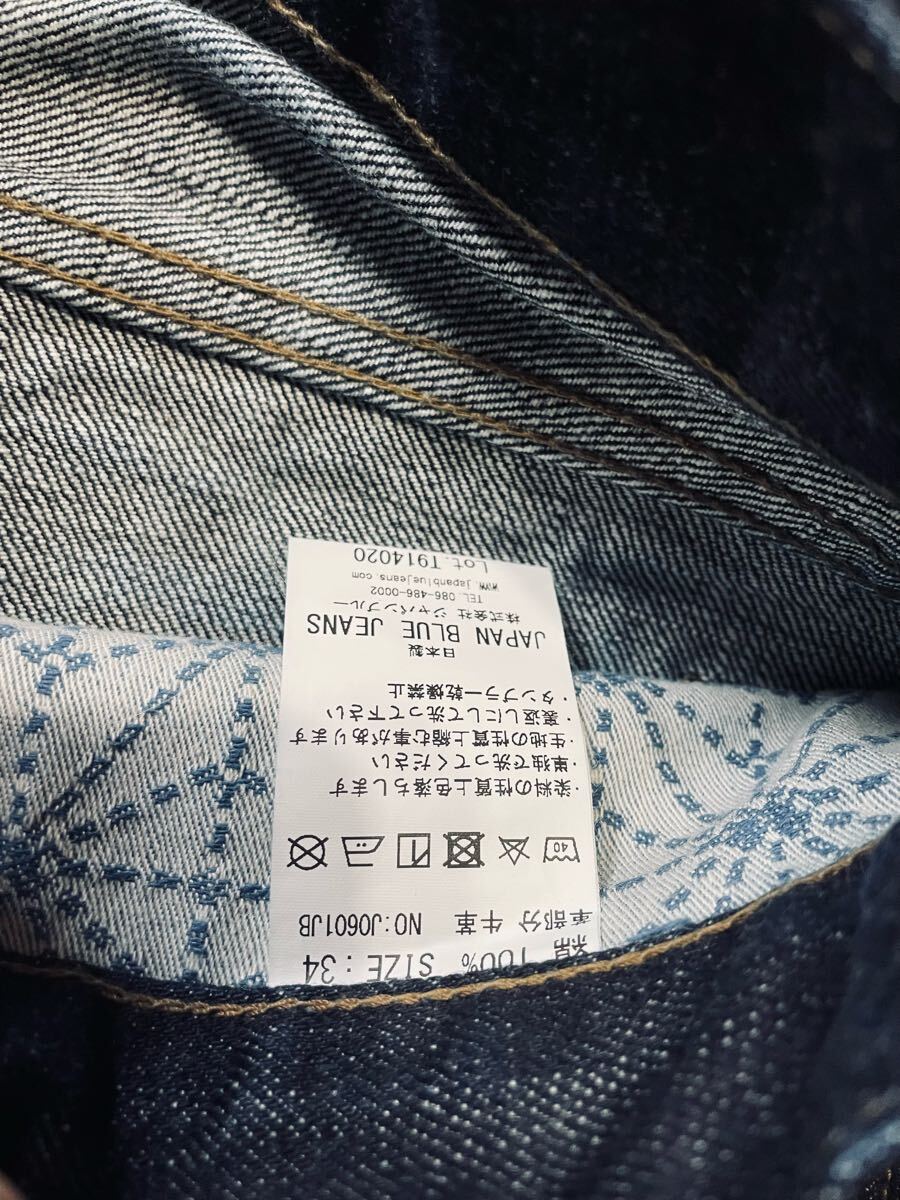 綿 100% SIZE:34
革部分 牛革 NO:J0601JB
40
・染料の性質上色落ちします
・単独で洗ってください
・生地の性質上縮む事があります
・裏返しにして洗って下さい
・タンブラー乾燥禁止
日本製
JAPAN BLUE JEANS
株式会社 ジャパンブルー
TEL.086-486-0002
www.japanbluejeans.com
Lot.T914020